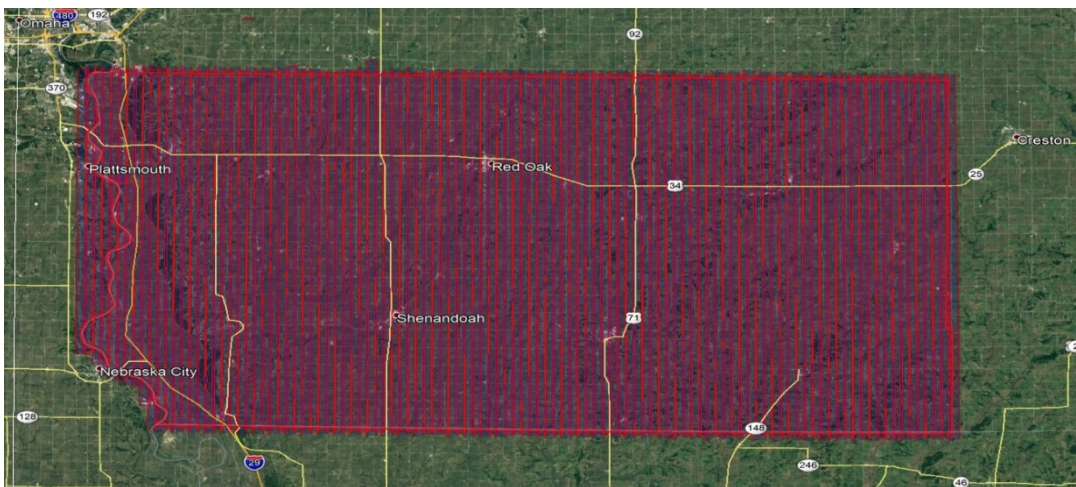 480
192
Omaha
92
370
Creston
Plattsmouth
Red Oak
25
34
Shenandoah
71
2
Nebraska City
128
148
29
246
46